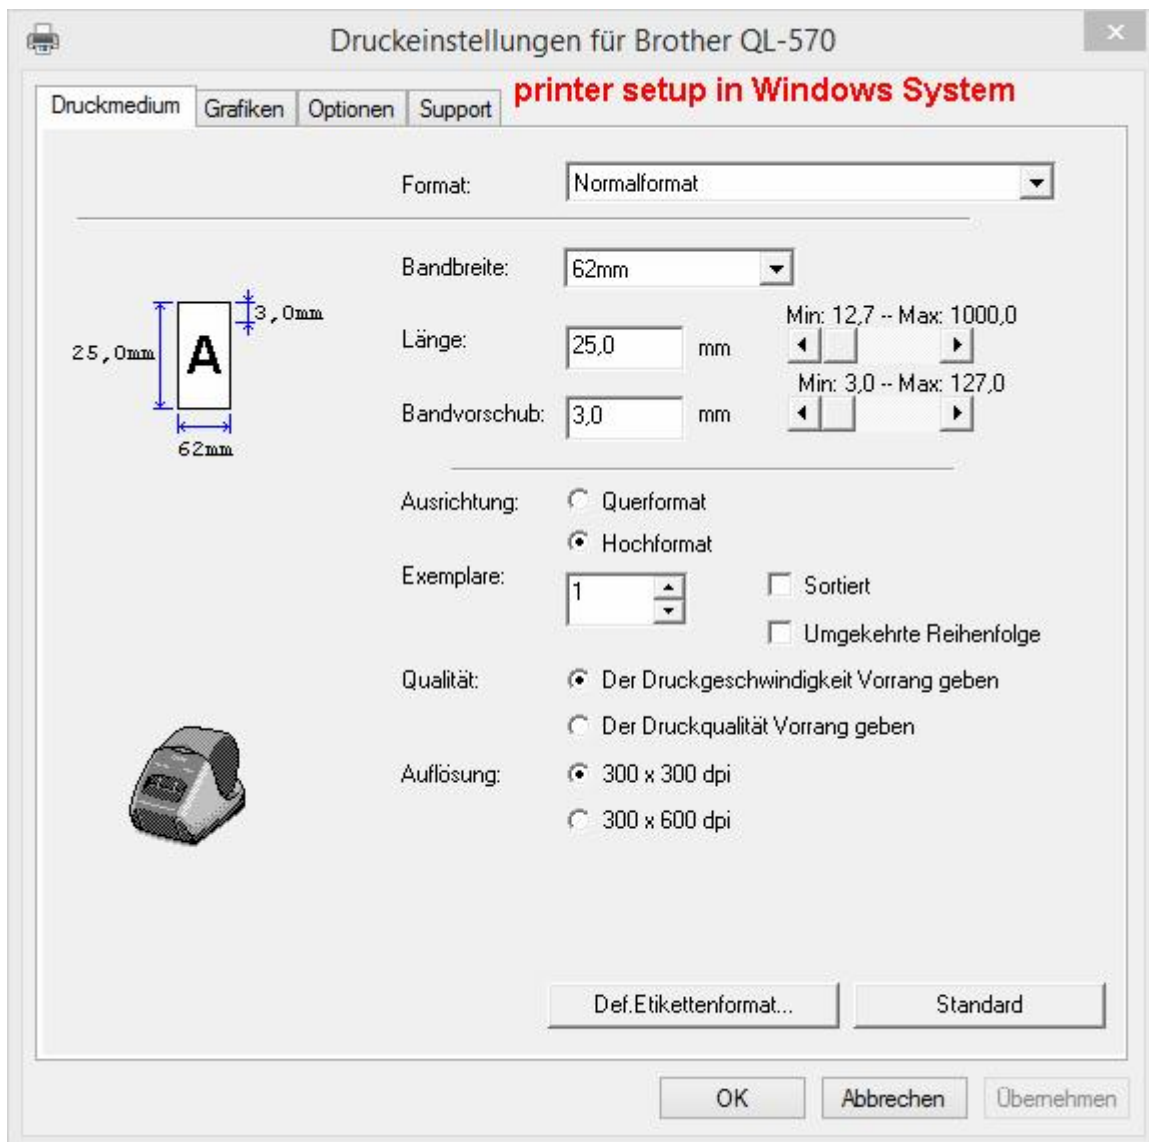 Druckeinstellungen für Brother QL-570
printer setup in Windows System
Druckmedium Grafiken Optionen Support
Format: Normalformat
Bandbreite: 62mm
3,0mm
25,0mm
A
62mm
Min: 12,7 -- Max: 1000,0
Länge: 25,0 mm
Min: 3,0 -- Max: 127,0
Bandvorschub: 3,0 mm
Ausrichtung: Querformat
Hochformat
Exemplare: 1 Sortiert
Umgekehrte Reihenfolge
Qualität: Der Druckgeschwindigkeit Vorrang geben
Der Druckqualität Vorrang geben
Auflösung: 300 x 300 dpi
300 x 600 dpi
Def.Etikettenformat... Standard
OK Abbrechen Übernehmen